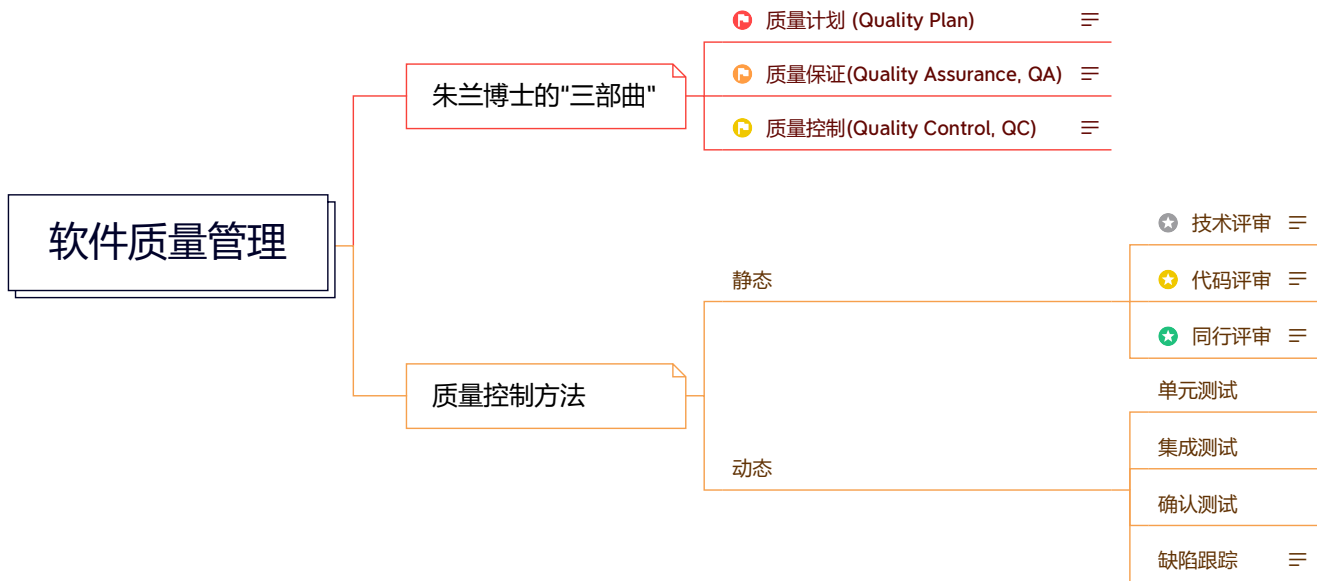 软件质量管理
朱兰博士的"三部曲"
质量计划 (Quality Plan)
质量保证(Quality Assurance, QA)
质量控制(Quality Control, QC)
质量控制方法
静态
技术评审
代码评审
同行评审
动态
单元测试
集成测试
确认测试
缺陷跟踪